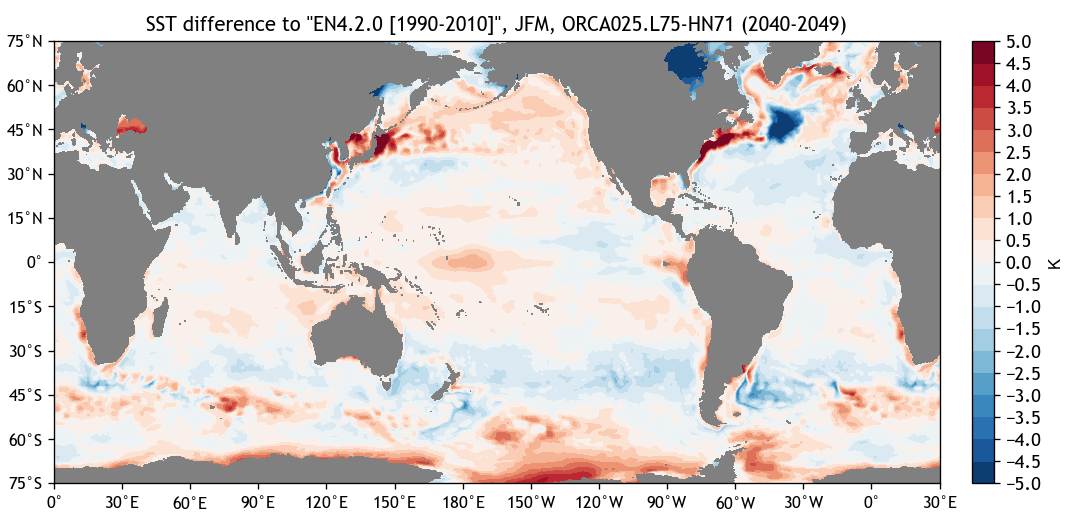 SST difference to "EN4.2.0 [1990-2010]", JFM, ORCA025.L75-HN71 (2040-2049)
75°N
60°N
45°N
30°N
15°N
0°
15°S
30°S
45°S
60°S
75°S
0°
30°E
60°E
90°E
120°E
150°E
180°E
150°W
120°W
90°W
60°W
30°W
0°
30°E
5.0
4.5
4.0
3.5
3.0
2.5
2.0
1.5
1.0
0.5
0.0
−0.5
−1.0
−1.5
−2.0
−2.5
−3.0
−3.5
−4.0
−4.5
−5.0
K